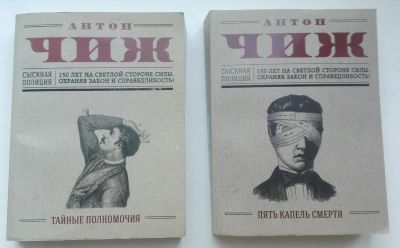 АНТОН
ЧИЖ
СЫСКНАЯ
ПОЛИЦИЯ
150 ЛЕТ НА СВЕТЛОЙ СТОРОНЕ СИЛЫ,
ОХРАНЯЯ ЗАКОН И СПРАВЕДЛИВОСТЬ!
ТАЙНЫЕ ПОЛНОМОЧИЯ
АНТОН
ЧИЖ
СЫСКНАЯ
ПОЛИЦИЯ
150 ЛЕТ НА СВЕТЛОЙ СТОРОНЕ СИЛЫ,
ОХРАНЯЯ ЗАКОН И СПРАВЕДЛИВОСТЬ!
ПЯТЬ КАПЕЛЬ СМЕРТИ